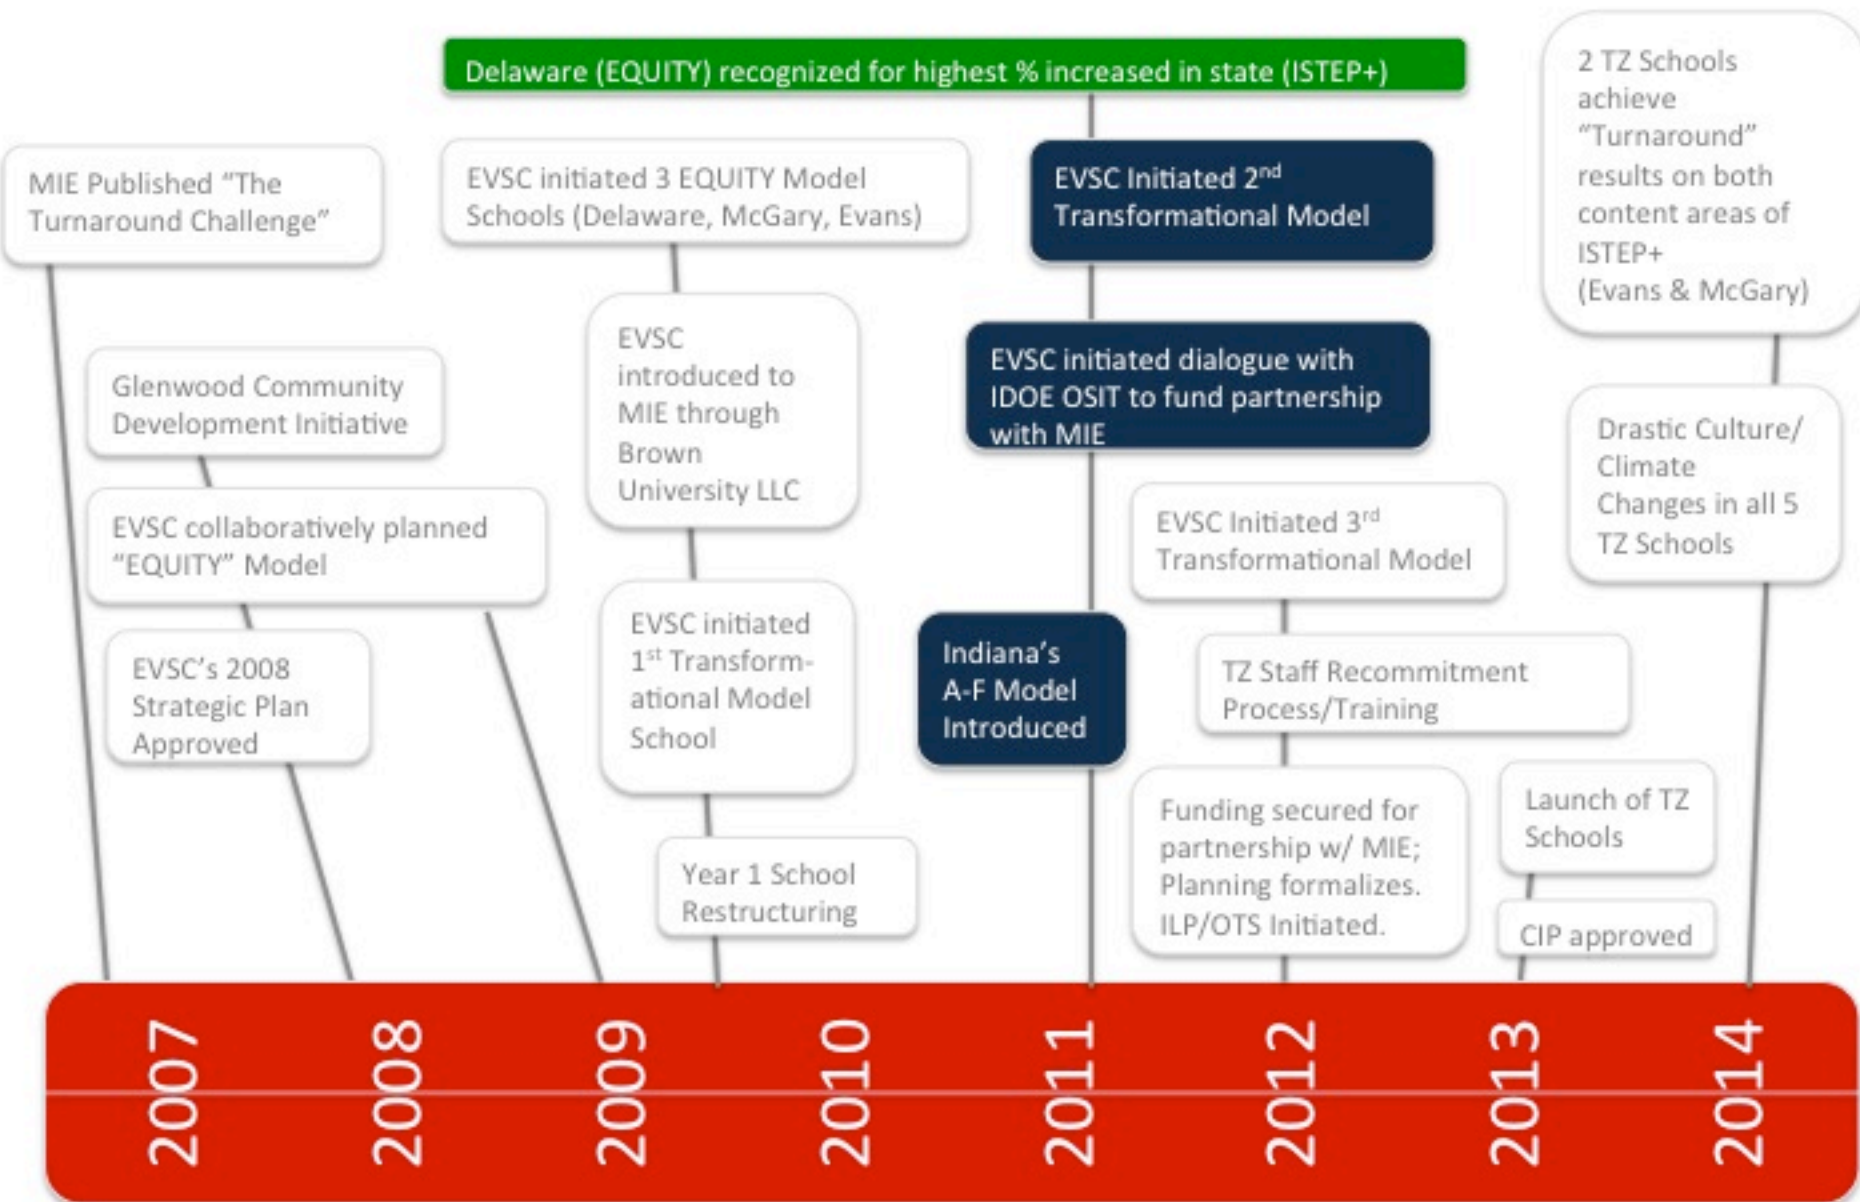 Delaware (EQUITY) recognized for highest % increased in state (ISTEP+)
MIE Published “The
Turnaround Challenge”
Glenwood Community
Development Initiative
EVSC collaboratively planned
“EQUITY” Model
EVSC’s 2008
Strategic Plan
Approved
EVSC initiated 3 EQUITY Model
Schools (Delaware, McGary, Evans)
EVSC
introduced to
MIE through
Brown
University LLC
EVSC initiated
1st Transform-
ational Model
School
Year 1 School
Restructuring
EVSC Initiated 2nd
Transformational Model
EVSC initiated dialogue with
IDOE OSIT to fund partnership
with MIE
Indiana’s
A-F Model
Introduced
EVSC Initiated 3rd
Transformational Model
TZ Staff Recommitment
Process/Training
Funding secured for
partnership w/ MIE;
Planning formalizes.
ILP/OTS Initiated.
Launch of TZ
Schools
CIP approved
2 TZ Schools
achieve
“Turnaround”
results on both
content areas of
ISTEP+
(Evans & McGary)
Drastic Culture/
Climate
Changes in all 5
TZ Schools
2007
2008
2009
2010
2011
2012
2013
2014